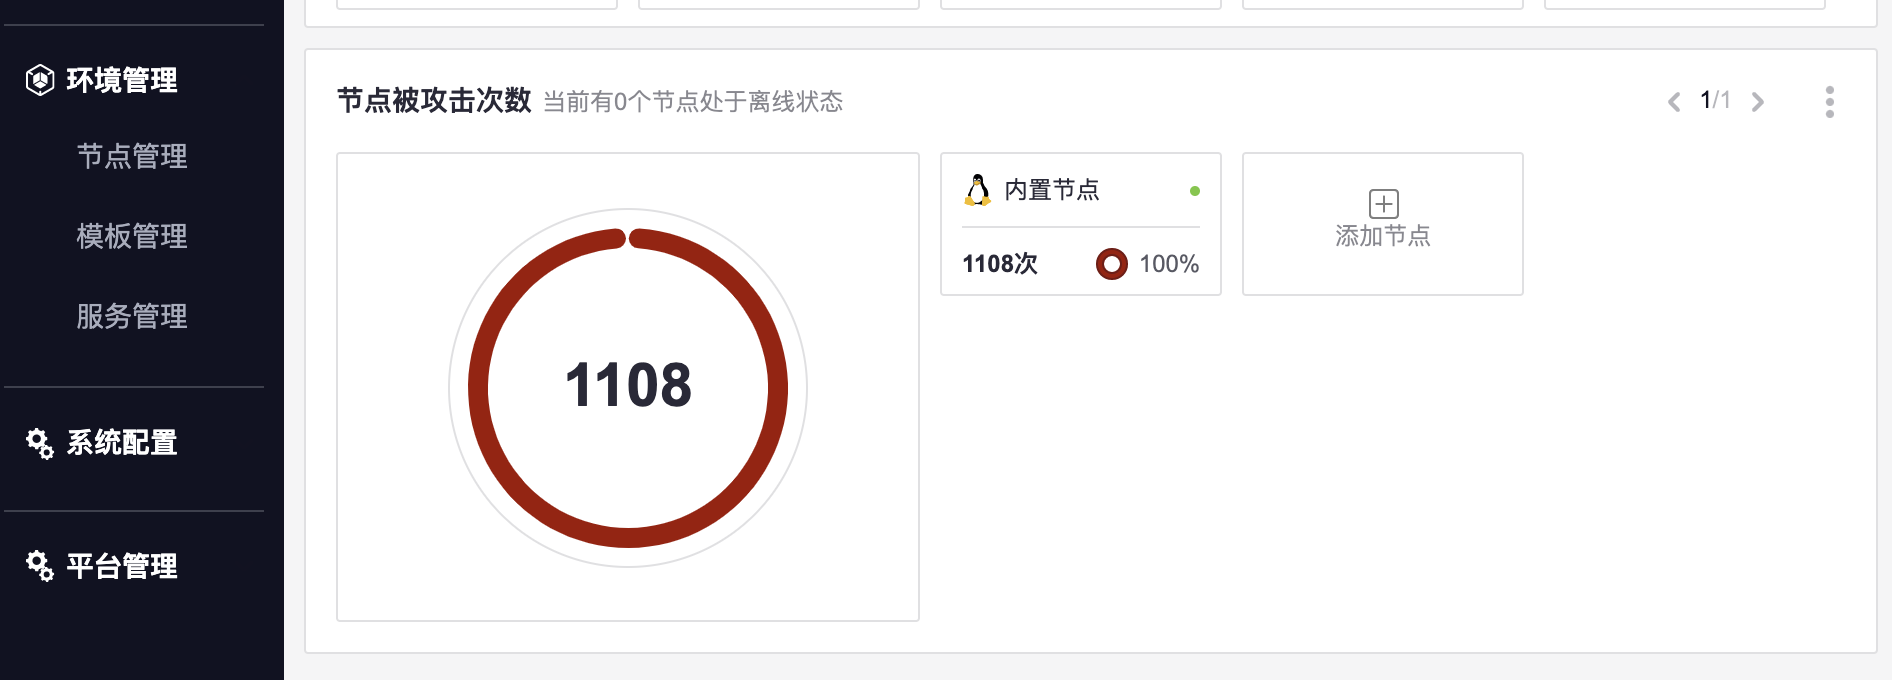 环境管理
节点管理
模板管理
服务管理
系统配置
平台管理
节点被攻击次数 当前有0个节点处于离线状态
1/1
1108
内置节点
1108次 100%
添加节点